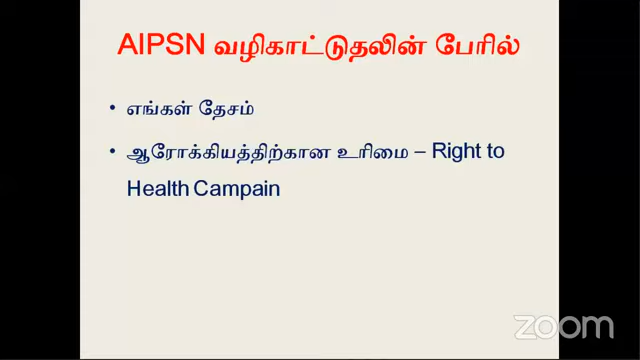 AIPSN வழிகாட்டுதலின் பேரில்
• எங்கள் தேசம்
• ஆரோக்கியத்திற்கான உரிமை – Right to
Health Campain
zoom